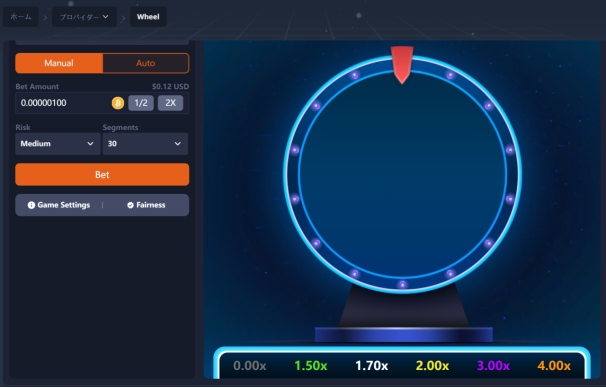 ホーム > プロバイダー Wheel
Manual Auto
Bet Amount $0.12 USD
0.00000100 1/2 2X
Risk Segments
Medium 30
Bet
Game Settings | Fairness
0.00x 1.50x 1.70x 2.00x 3.00x 4.00x